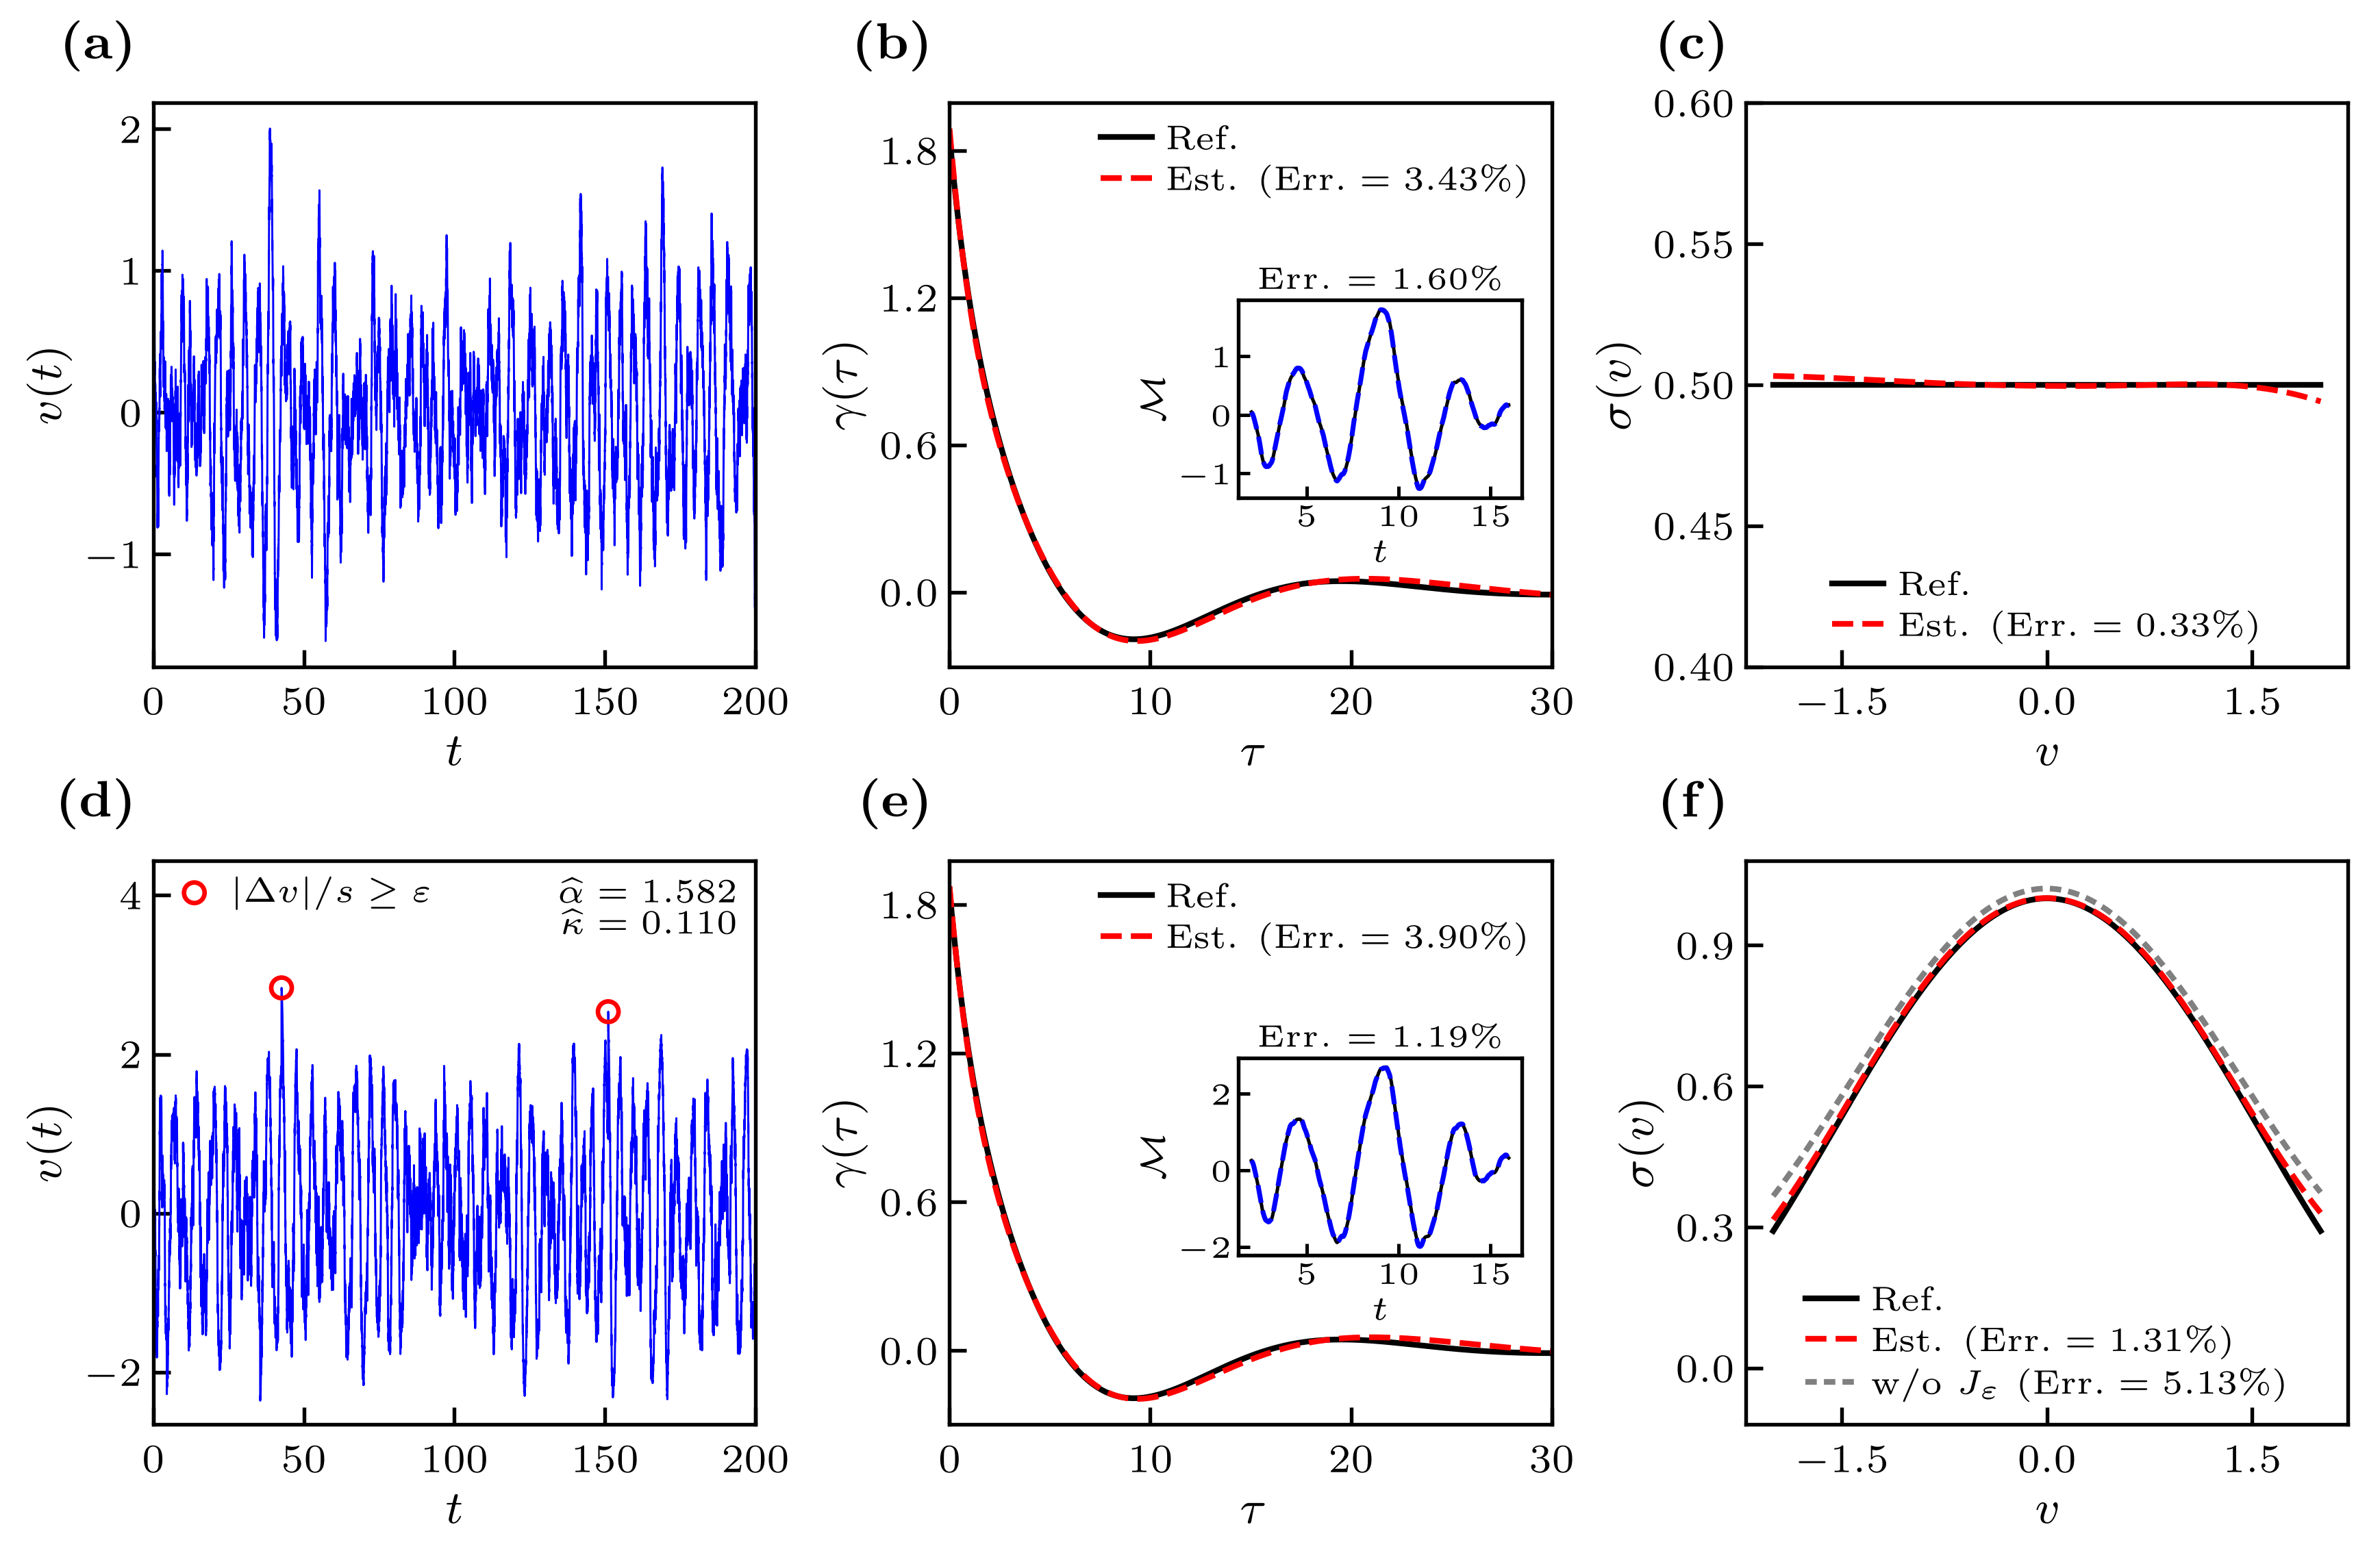 (a)
2
1
0
−1
v(t)
0 50 100 150 200
t
(b)
1.8
1.2
0.6
0.0
γ(τ)
Ref.
Est. (Err. = 3.43%)
Err. = 1.60%
1
0
−1
ℳ
5 10 15
t
0 10 20 30
τ
(c)
0.60
0.55
0.50
0.45
0.40
σ(v)
Ref.
Est. (Err. = 0.33%)
−1.5 0.0 1.5
v
(d)
4
2
0
−2
v(t)
|Δv|/s ≥ ε
α̂ = 1.582
κ̂ = 0.110
0 50 100 150 200
t
(e)
1.8
1.2
0.6
0.0
γ(τ)
Ref.
Est. (Err. = 3.90%)
Err. = 1.19%
2
0
−2
ℳ
5 10 15
t
0 10 20 30
τ
(f)
0.9
0.6
0.3
0.0
σ(v)
Ref.
Est. (Err. = 1.31%)
w/o Jε (Err. = 5.13%)
−1.5 0.0 1.5
v